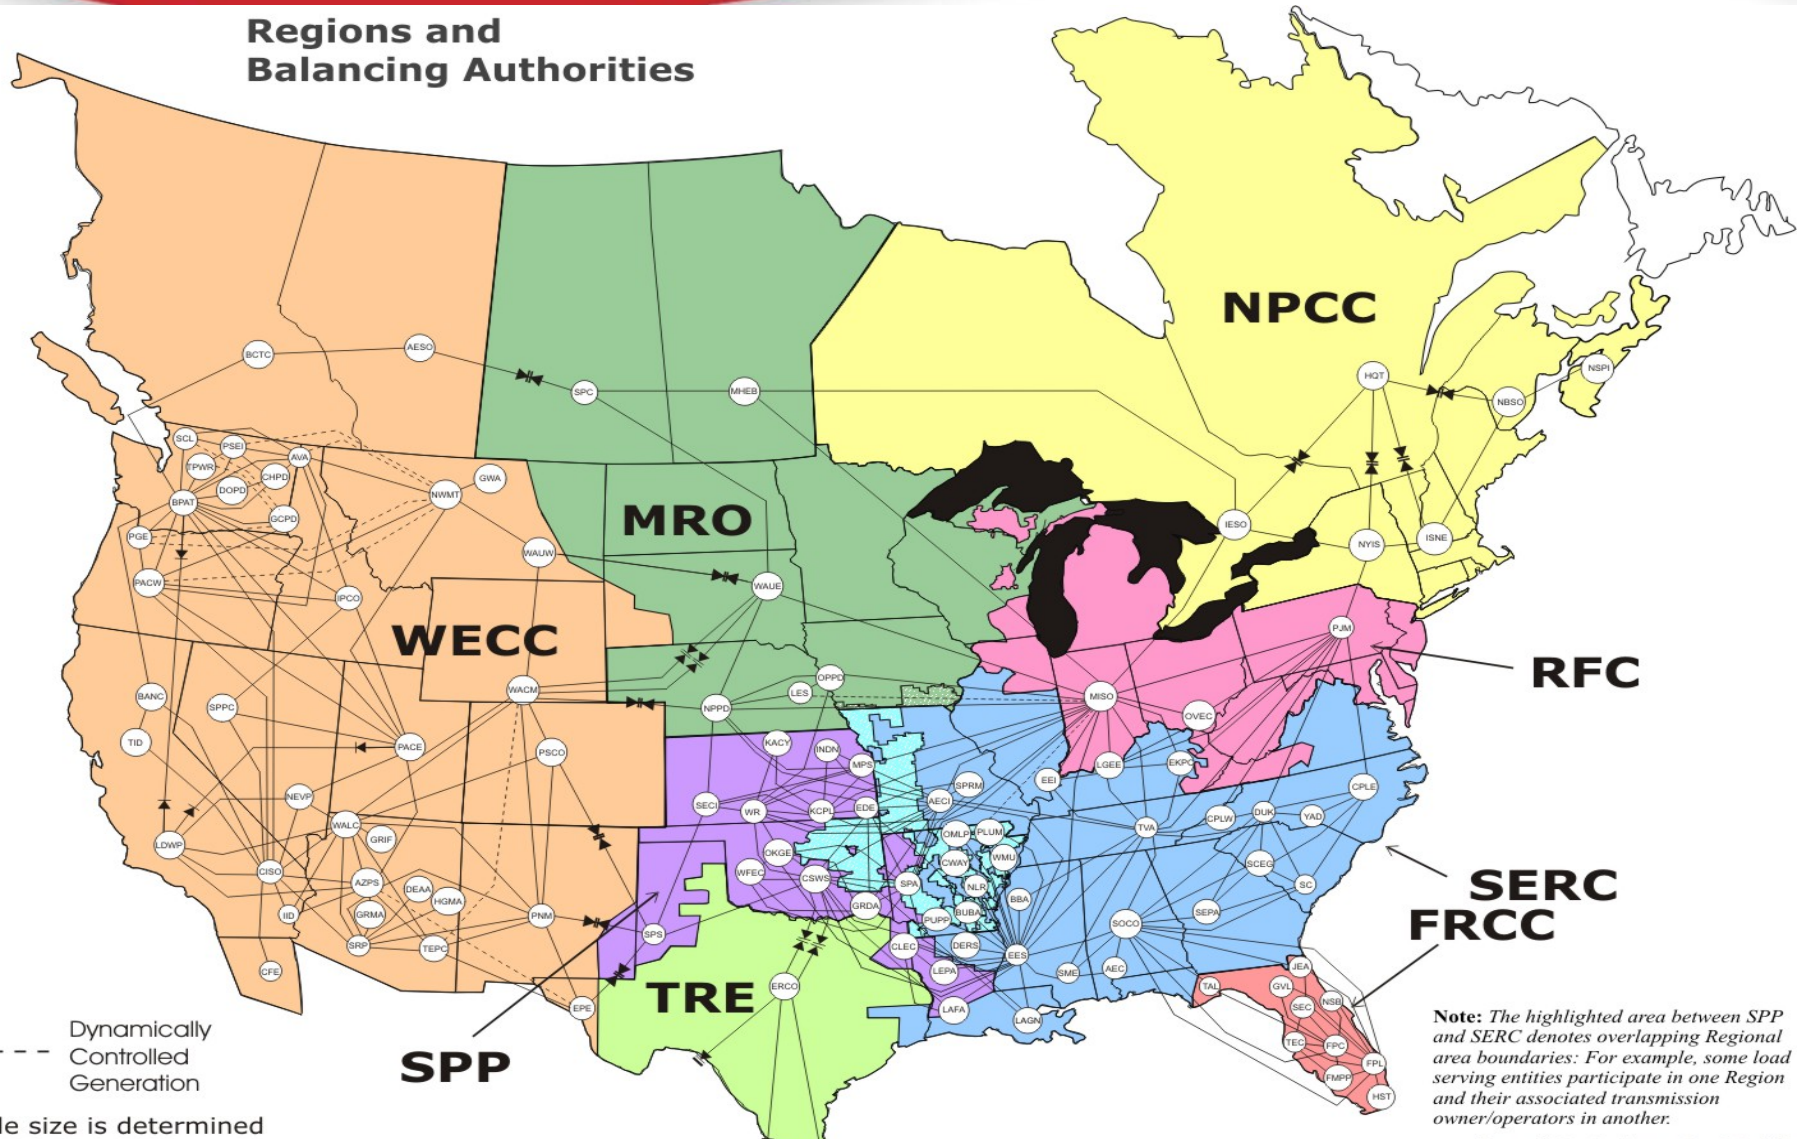 Regions and
Balancing Authorities
NPCC
MRO
WECC
RFC
SERC
FRCC
TRE
SPP
BCTC
AESO
SPC
MHEB
HQT
NSPI
NBSO
SCL
PSEI
AVA
TPWR
CHPD
DOPD
BPAT
GCPD
PGE
PACW
NWMT
GWA
WAUW
IPCO
WAUE
IESO
NYIS
ISNE
PJM
BANC
SPPC
TID
PACE
WACM
PSCO
NPPD
LES
OPPD
MISO
OVEC
KACY
INDN
MPS
LGEE
EKPC
EEI
NEVP
WALC
GRIF
LDWP
CISO
AZPS
DEAA
HGMA
IID
GRMA
SRP
TEPC
PNM
CFE
EPE
SECI
WR
KCPL
EDE
AECI
SPRM
OKGE
WFEC
CSWS
GRDA
SPS
SPA
OMLP
PLUM
CWAY
WMU
NLR
BBA
PUPP
BUBA
CLEC
DERS
EES
LEPA
LAFA
LAGN
ERCO
TVA
CPLW
DUK
YAD
CPLE
SCEG
SC
SEPA
SOCO
SME
AEC
TAL
JEA
GVL
SEC
NSB
TEC
FPC
FPL
FMPP
HST
Dynamically
Controlled
Generation
le size is determined
Note: The highlighted area between SPP
and SERC denotes overlapping Regional
area boundaries: For example, some load
serving entities participate in one Region
and their associated transmission
owner/operators in another.